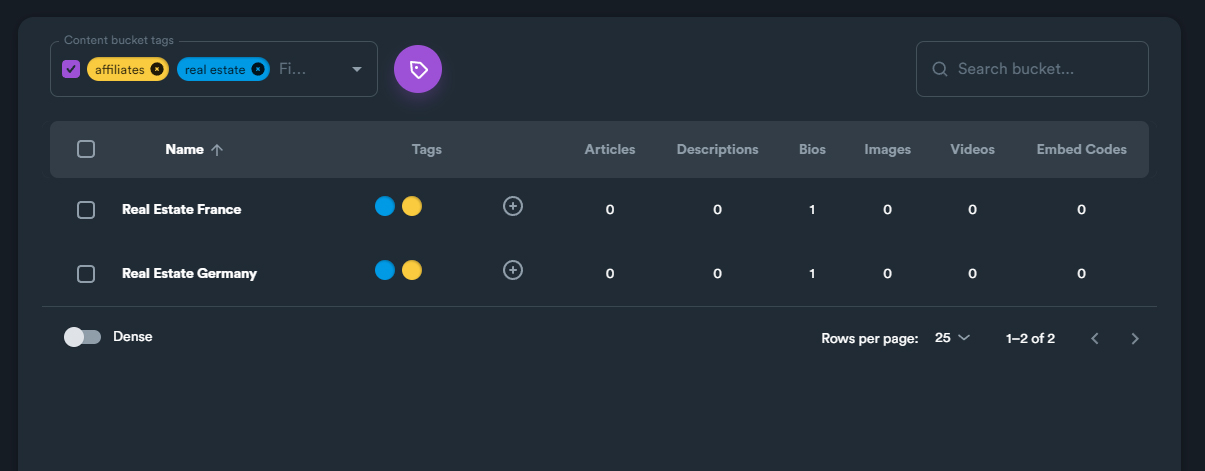 Content bucket tags
affiliates real estate Fi...
Search bucket...
Name Tags Articles Descriptions Bios Images Videos Embed Codes
Real Estate France 0 0 1 0 0 0
Real Estate Germany 0 0 1 0 0 0
Dense Rows per page: 25 1–2 of 2